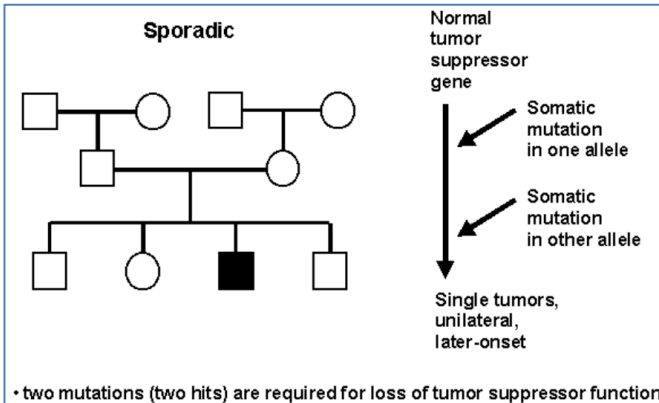 Sporadic
Normal
tumor
suppressor
gene
Somatic
mutation
in one allele
Somatic
mutation
in other allele
Single tumors,
unilateral,
later-onset
• two mutations (two hits) are required for loss of tumor suppressor function